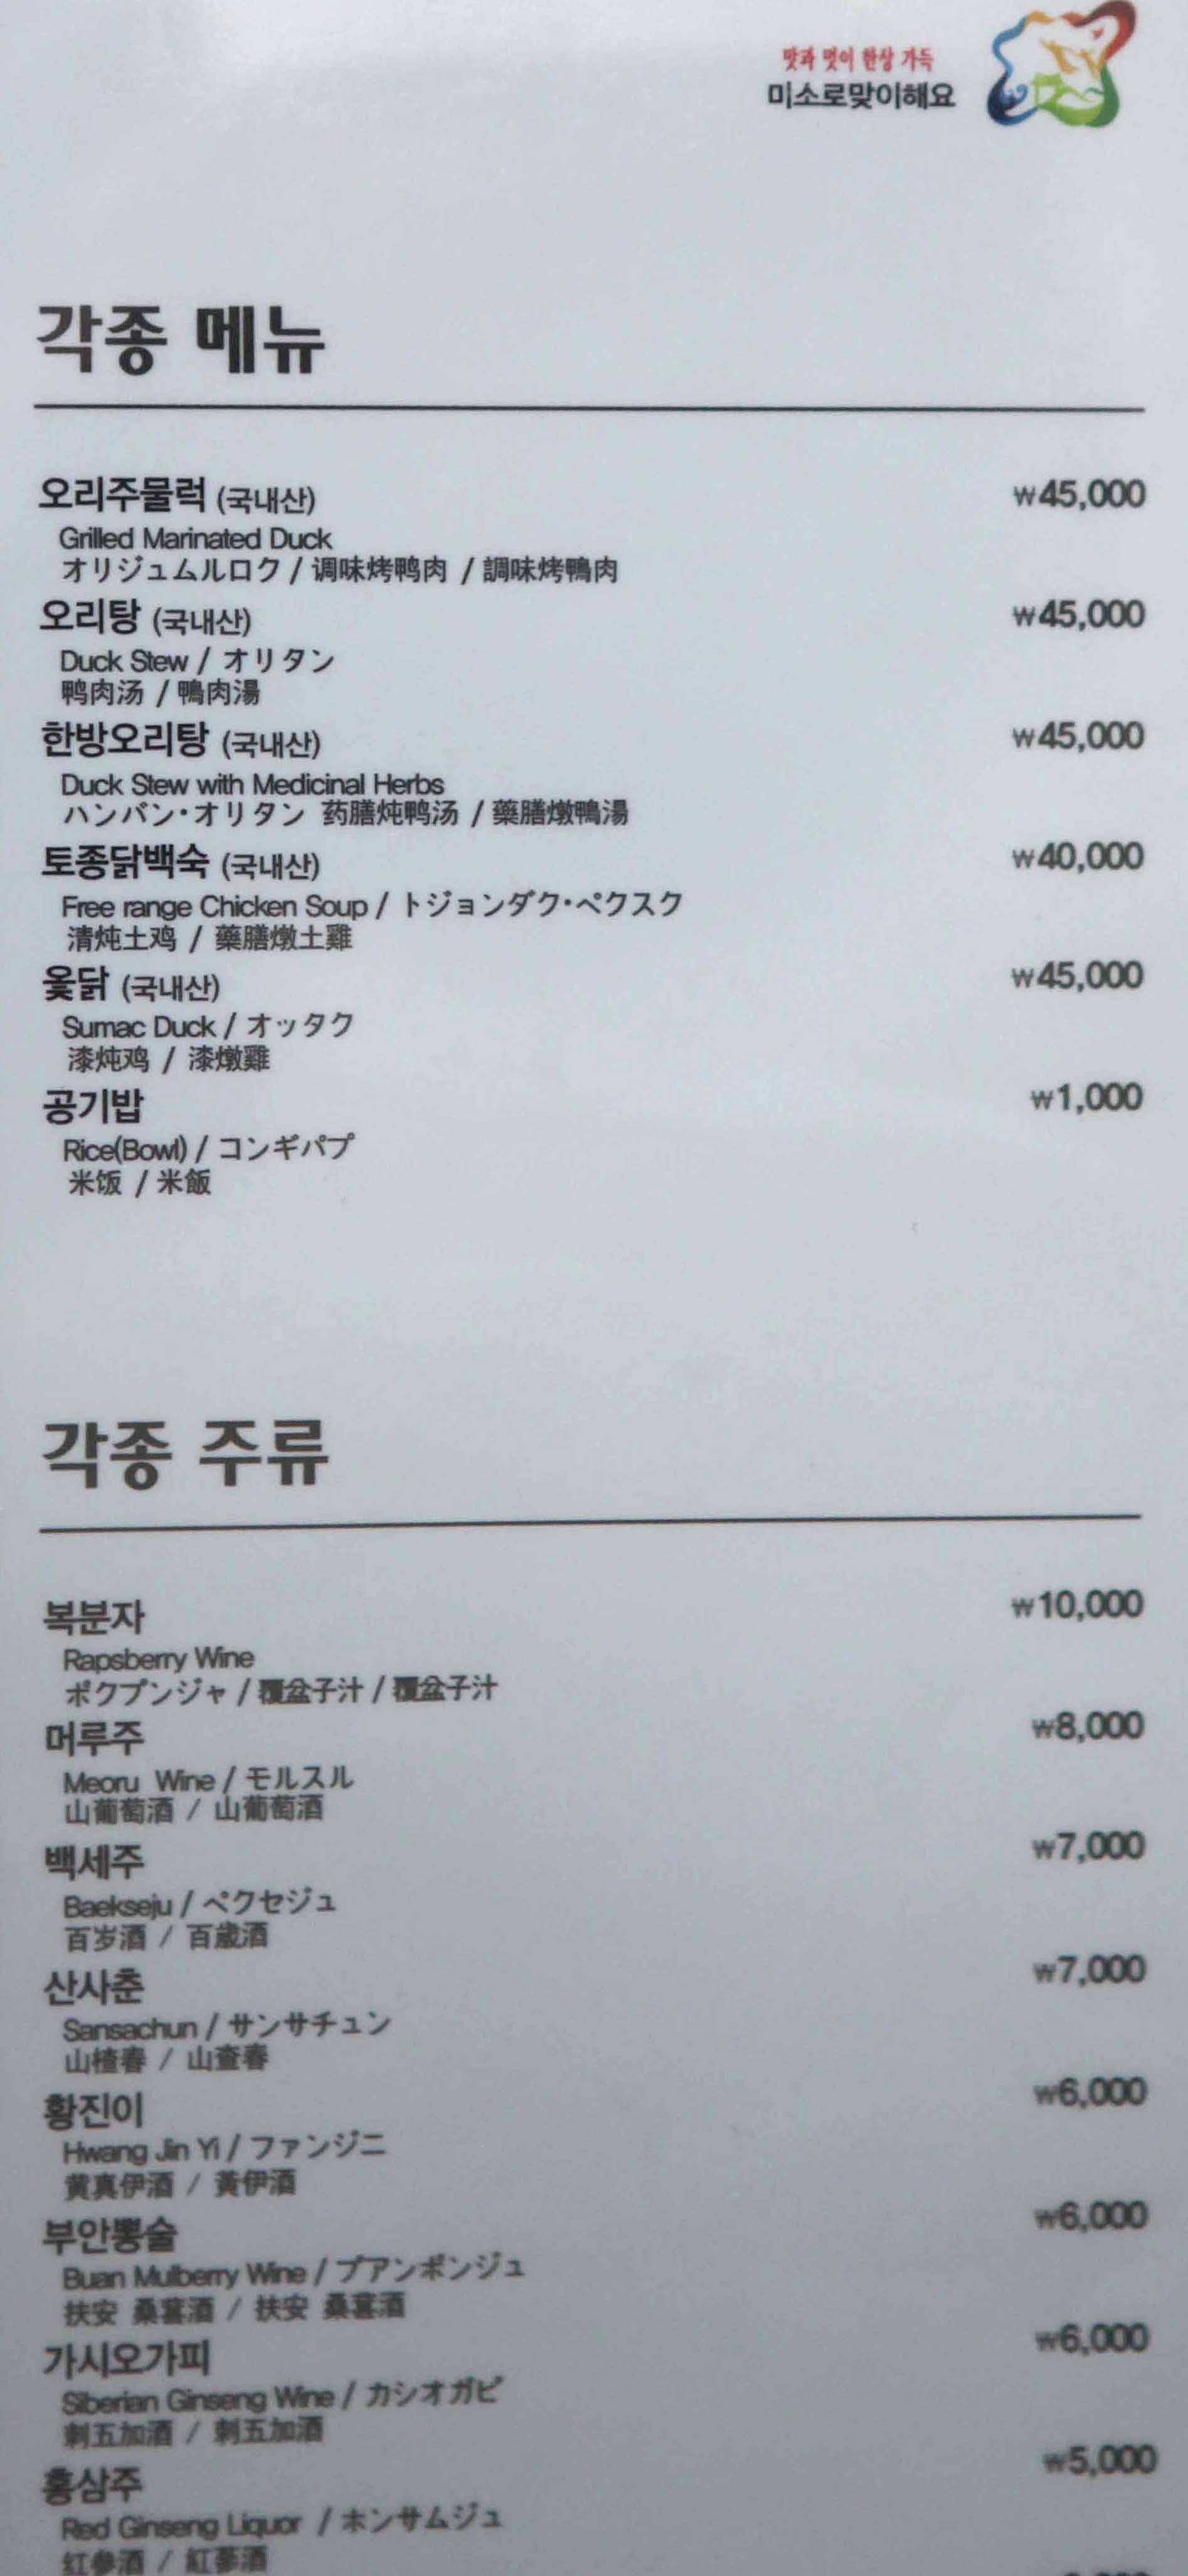 맛과 멋이 한상 가득
미소로맞이해요
각종 메뉴
오리주물럭 (국내산) ₩45,000
Grilled Marinated Duck
オリジュムルロク / 调味烤鸭肉 / 調味烤鴨肉
오리탕 (국내산) ₩45,000
Duck Stew / オリタン
鸭肉汤 / 鴨肉湯
한방오리탕 (국내산) ₩45,000
Duck Stew with Medicinal Herbs
ハンバン·オリタン 药膳炖鸭汤 / 藥膳燉鴨湯
토종닭백숙 (국내산) ₩40,000
Free range Chicken Soup / トジョンダク·ペクスク
清炖土鸡 / 藥膳燉土雞
옻닭 (국내산) ₩45,000
Sumac Duck / オッタク
漆炖鸡 / 漆燉雞
공기밥 ₩1,000
Rice(Bowl) / コンギパプ
米饭 / 米飯
각종 주류
복분자 ₩10,000
Rapsberry Wine
ポクプンジャ / 覆盆子汁 / 覆盆子汁
머루주 ₩8,000
Meoru Wine / モルスル
山葡萄酒 / 山葡萄酒
백세주 ₩7,000
Baekseju / ペクセジュ
百岁酒 / 百歲酒
산사춘 ₩7,000
Sansachun / サンサチュン
山楂春 / 山查春
황진이 ₩6,000
Hwang Jin Yi / ファンジニ
黄真伊酒 / 黃伊酒
부안뽕술 ₩6,000
Buan Mulberry Wine / プアンポンジュ
扶安 桑葚酒 / 扶安 桑葚酒
가시오가피 ₩6,000
Siberian Ginseng Wine / カシオガピ
刺五加酒 / 刺五加酒
홍삼주 ₩5,000
Red Ginseng Liquor / ホンサムジュ
红参酒 / 紅蔘酒